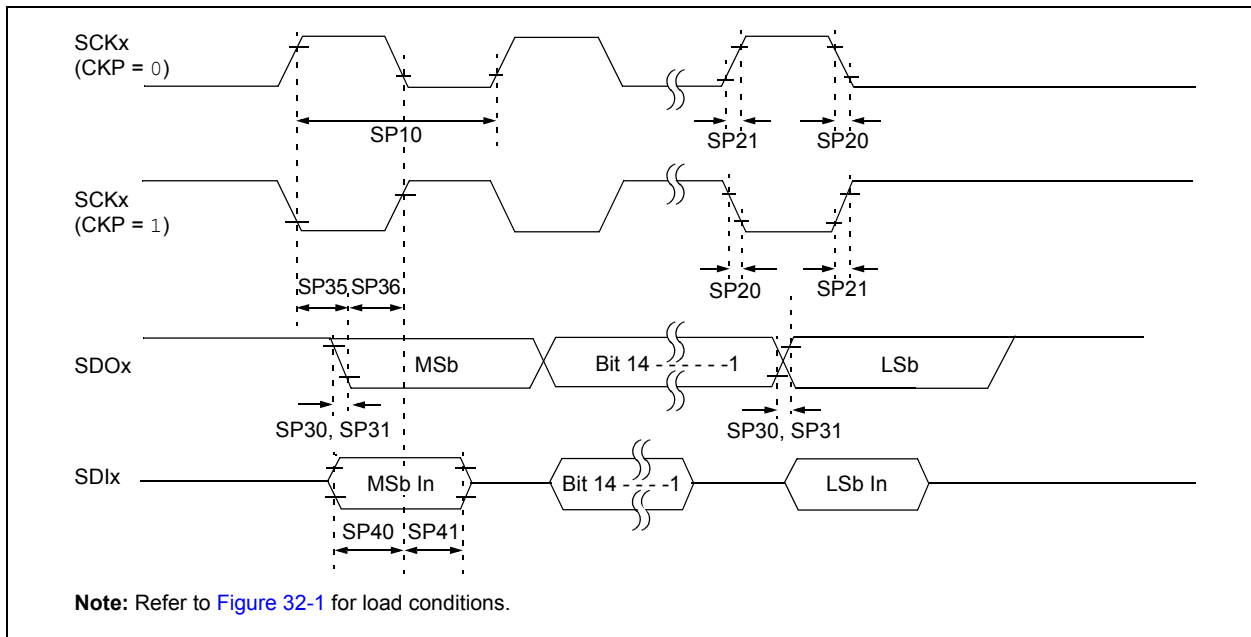 SCKx
(CKP = 0)
SP10
SP21
SP20
SCKx
(CKP = 1)
SP35
SP36
SP20
SP21
SDOx
MSb
Bit 14 - - - - - -1
LSb
SP30, SP31
SP30, SP31
SDIx
MSb In
Bit 14 - - - - -1
LSb In
SP40
SP41
Note: Refer to Figure 32-1 for load conditions.